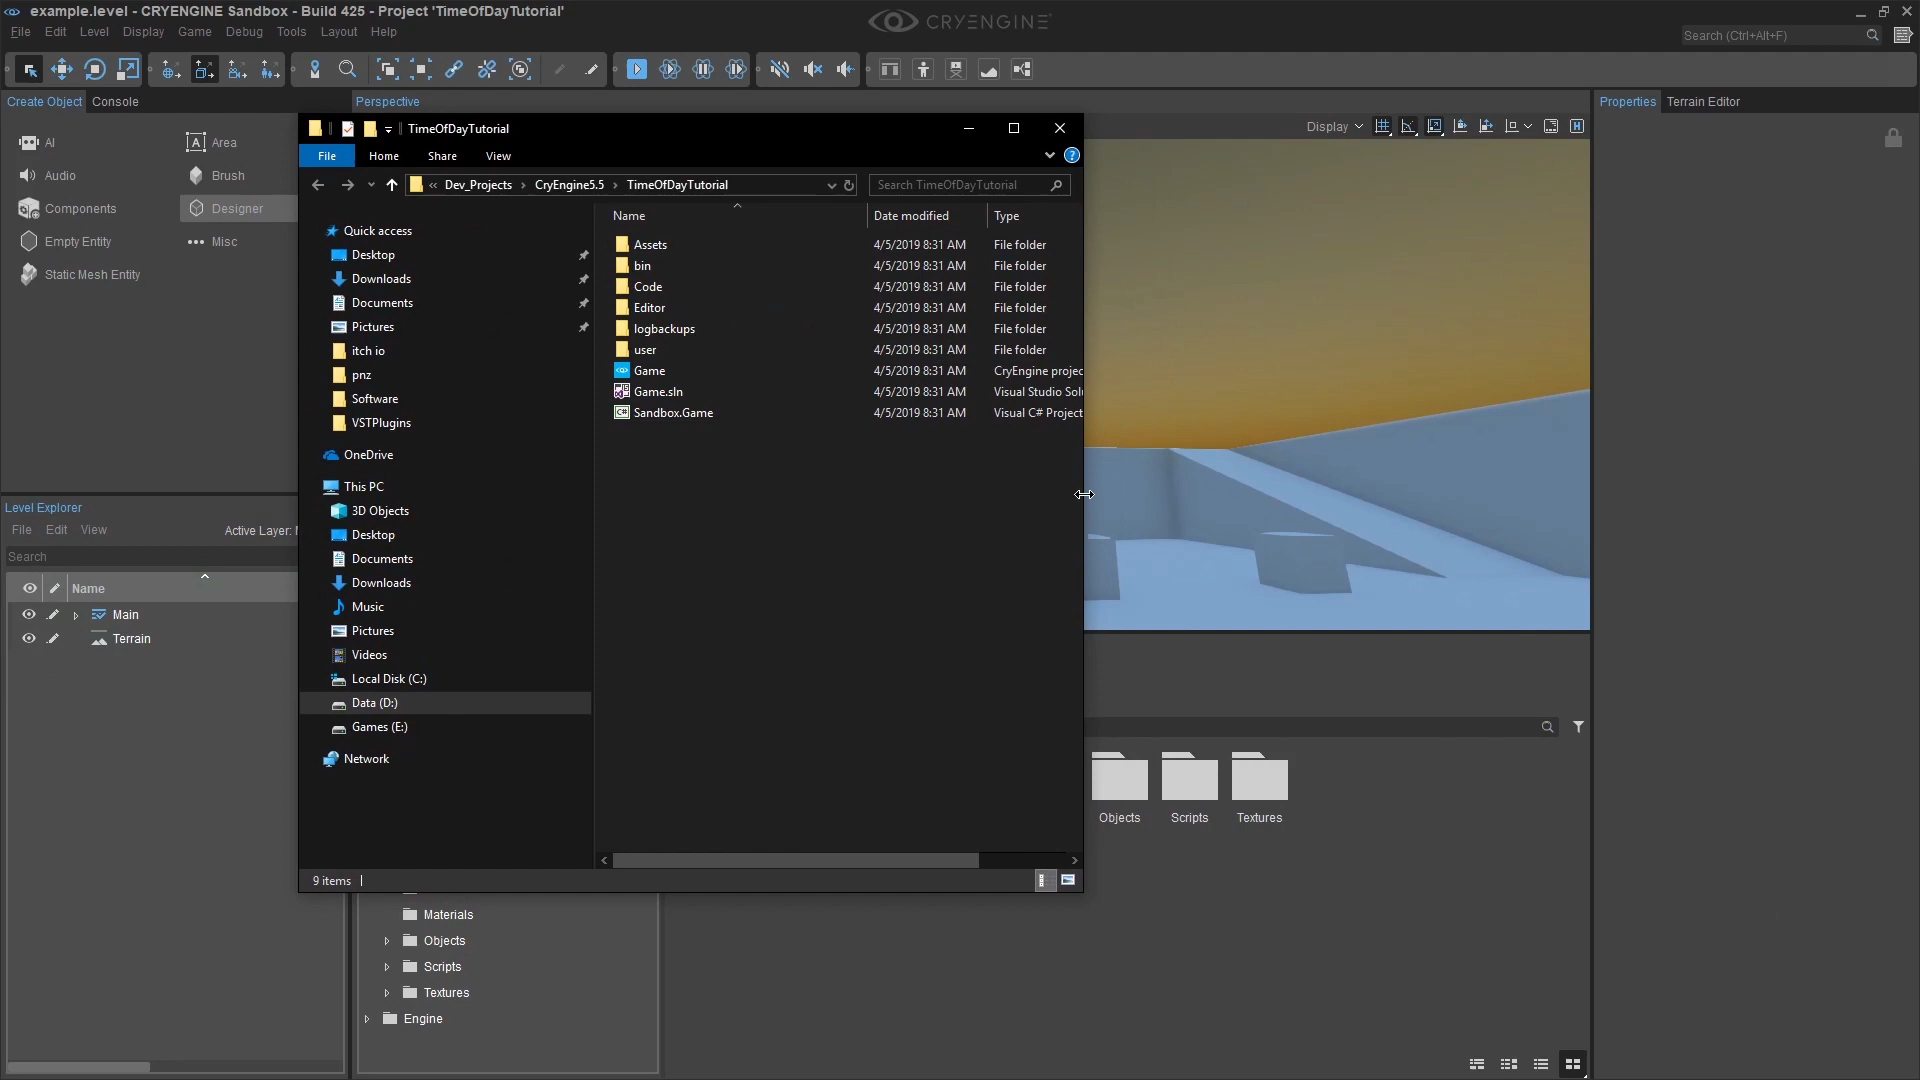 example.level - CRYENGINE Sandbox - Build 425 - Project 'TimeOfDayTutorial'
CRYENGINE
File Edit Level Display Game Debug Tools Layout Help
Search (Ctrl+Alt+F)
Create Object Console
Perspective
Properties Terrain Editor
Display
AI
Area
Audio
Brush
Components
Designer
Empty Entity
Misc
Static Mesh Entity
TimeOfDayTutorial
File Home Share View
« Dev_Projects › CryEngine5.5 › TimeOfDayTutorial
Search TimeOfDayTutorial
Name Date modified Type
Quick access
Desktop
Downloads
Documents
Pictures
itch io
pnz
Software
VSTPlugins
OneDrive
This PC
3D Objects
Desktop
Documents
Downloads
Music
Pictures
Videos
Local Disk (C:)
Data (D:)
Games (E:)
Network
Assets 4/5/2019 8:31 AM File folder
bin 4/5/2019 8:31 AM File folder
Code 4/5/2019 8:31 AM File folder
Editor 4/5/2019 8:31 AM File folder
logbackups 4/5/2019 8:31 AM File folder
user 4/5/2019 8:31 AM File folder
Game 4/5/2019 8:31 AM CryEngine projec
Game.sln 4/5/2019 8:31 AM Visual Studio Solu
Sandbox.Game 4/5/2019 8:31 AM Visual C# Project
9 items
Level Explorer
File Edit View
Active Layer:
Search
Name
Main
Terrain
Objects Scripts Textures
Materials
Objects
Scripts
Textures
Engine